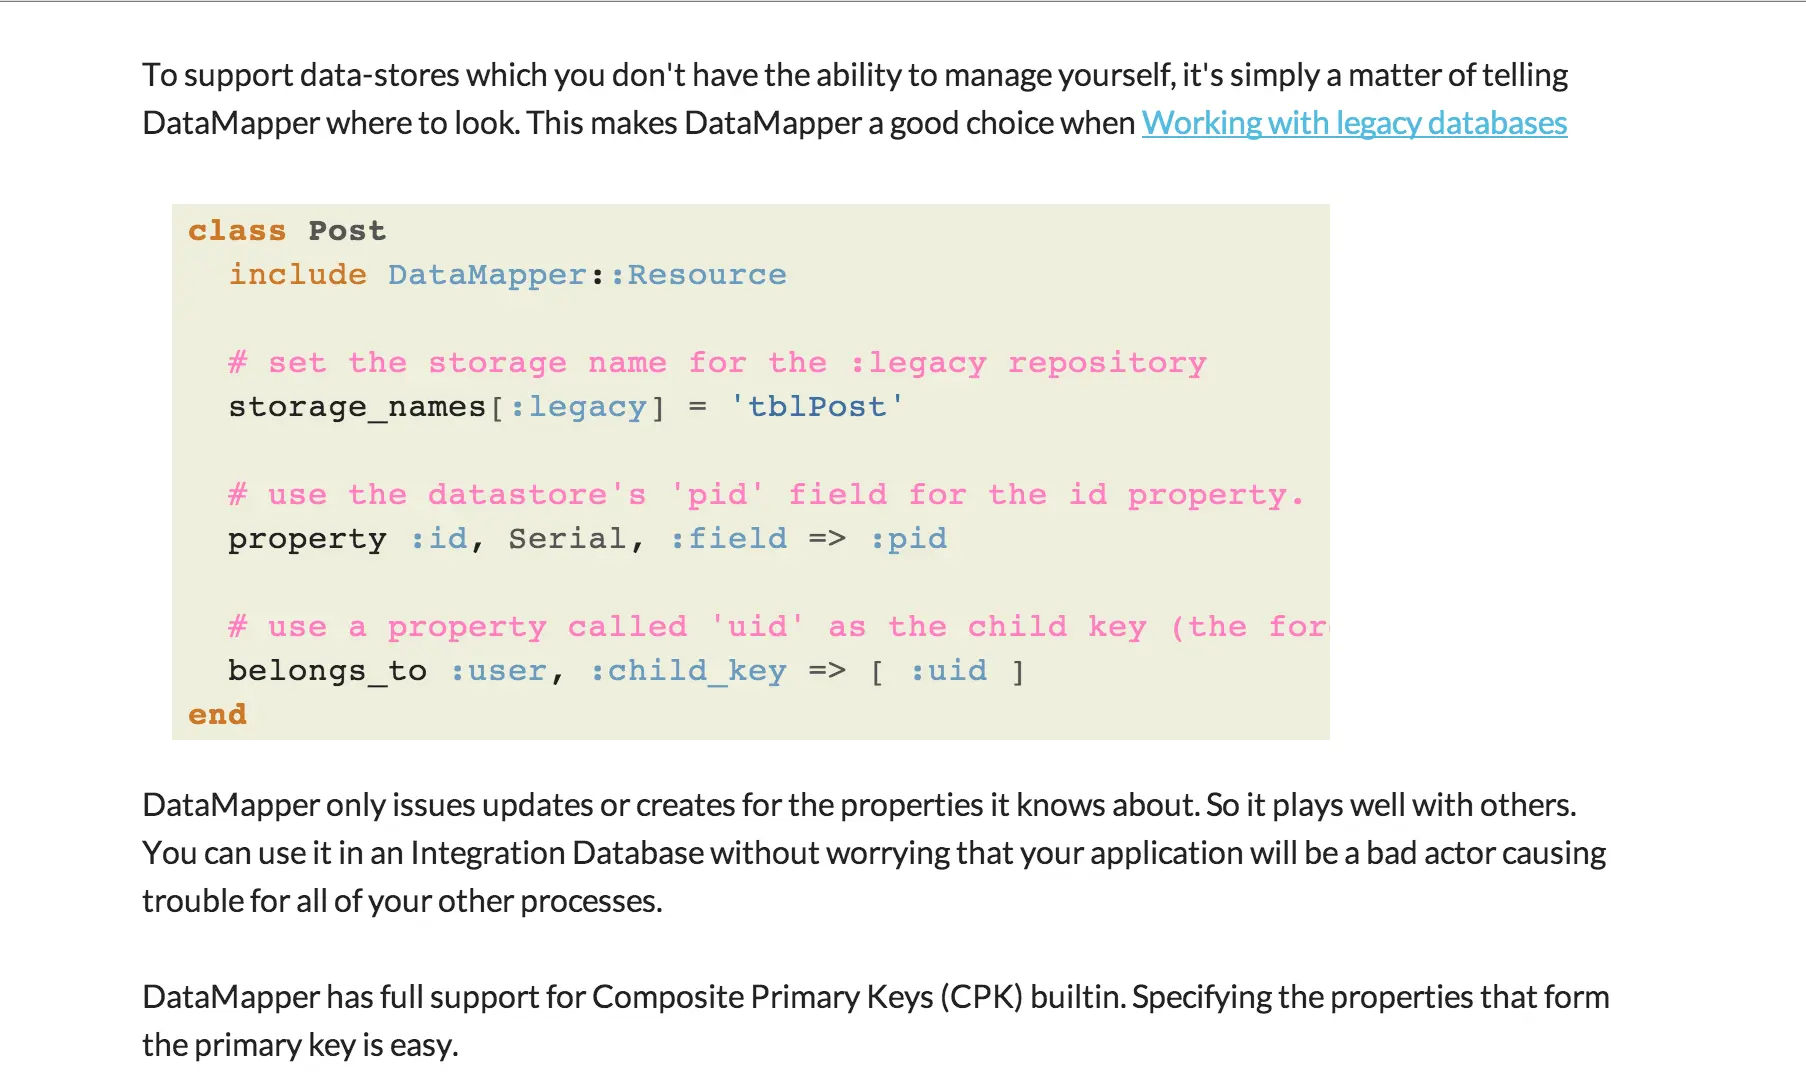 To support data-stores which you don't have the ability to manage yourself, it's simply a matter of telling
DataMapper where to look. This makes DataMapper a good choice when Working with legacy databases
class Post
  include DataMapper::Resource
  # set the storage name for the :legacy repository
  storage_names[:legacy] = 'tblPost'
  # use the datastore's 'pid' field for the id property.
  property :id, Serial, :field => :pid
  # use a property called 'uid' as the child key (the for
  belongs_to :user, :child_key => [ :uid ]
end
DataMapper only issues updates or creates for the properties it knows about. So it plays well with others.
You can use it in an Integration Database without worrying that your application will be a bad actor causing
trouble for all of your other processes.
DataMapper has full support for Composite Primary Keys (CPK) builtin. Specifying the properties that form
the primary key is easy.